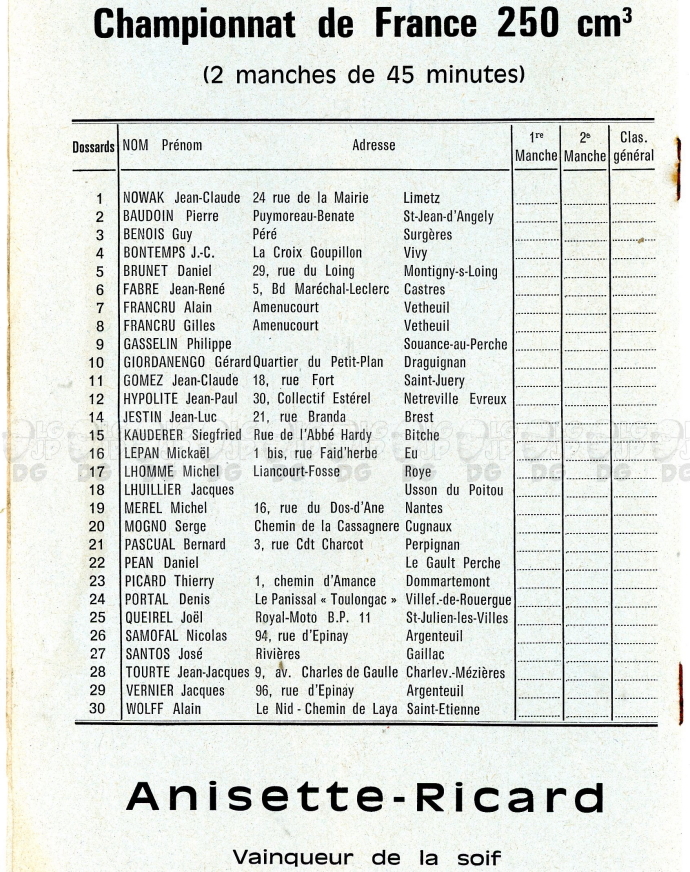 Championnat de France 250 cm³
(2 manches de 45 minutes)
Dossards NOM Prénom Adresse 1re Manche 2e Manche Clas. général
1 NOWAK Jean-Claude 24 rue de la Mairie Limetz
2 BAUDOIN Pierre Puymoreau-Benate St-Jean-d'Angely
3 BENOIS Guy Péré Surgères
4 BONTEMPS J.-C. La Croix Goupillon Vivy
5 BRUNET Daniel 29, rue du Loing Montigny-s-Loing
6 FABRE Jean-René 5, Bd Maréchal-Leclerc Castres
7 FRANCRU Alain Amenucourt Vetheuil
8 FRANCRU Gilles Amenucourt Vetheuil
9 GASSELIN Philippe Souance-au-Perche
10 GIORDANENGO Gérard Quartier du Petit-Plan Draguignan
11 GOMEZ Jean-Claude 18, rue Fort Saint-Juery
12 HYPOLITE Jean-Paul 30, Collectif Estérel Netreville Evreux
14 JESTIN Jean-Luc 21, rue Branda Brest
15 KAUDERER Siegfried Rue de l'Abbé Hardy Bitche
16 LEPAN Mickaël 1 bis, rue Faid'herbe Eu
17 LHOMME Michel Liancourt-Fosse Roye
18 LHUILLIER Jacques Usson du Poitou
19 MEREL Michel 16, rue du Dos-d'Ane Nantes
20 MOGNO Serge Chemin de la Cassagnere Cugnaux
21 PASCUAL Bernard 3, rue Cdt Charcot Perpignan
22 PEAN Daniel Le Gault Perche
23 PICARD Thierry 1, chemin d'Amance Dommartemont
24 PORTAL Denis Le Panissal « Toulongac » Villef.-de-Rouergue
25 QUEIREL Joël Royal-Moto B.P. 11 St-Julien-les-Villes
26 SAMOFAL Nicolas 94, rue d'Epinay Argenteuil
27 SANTOS José Rivières Gaillac
28 TOURTE Jean-Jacques 9, av. Charles de Gaulle Charlev.-Mézières
29 VERNIER Jacques 96, rue d'Epinay Argenteuil
30 WOLFF Alain Le Nid - Chemin de Laya Saint-Etienne
Anisette-Ricard
Vainqueur de la soif